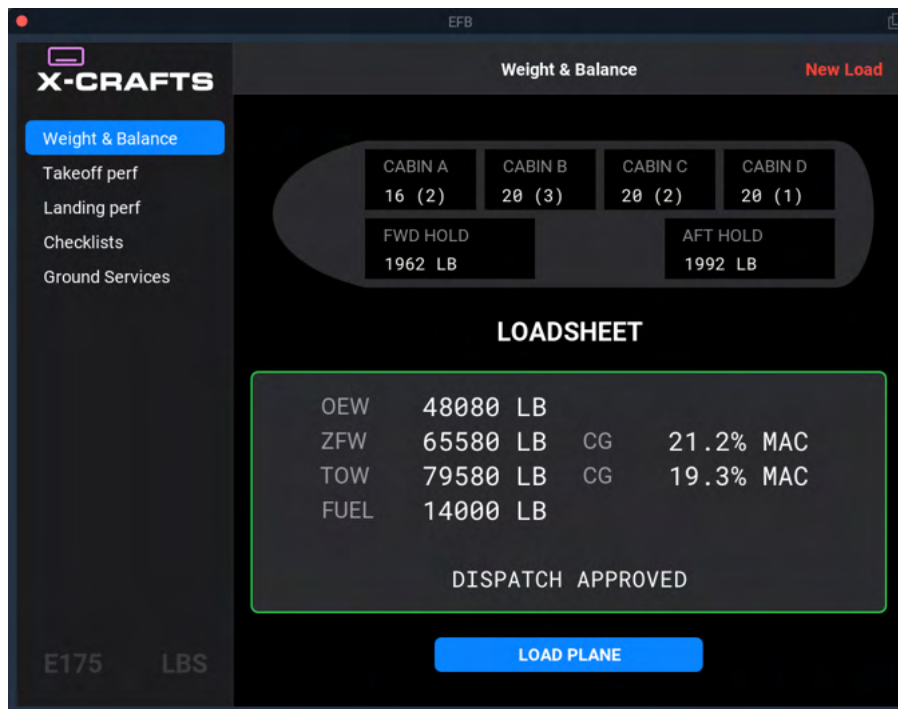 EFB
X-CRAFTS
Weight & Balance
New Load
Weight & Balance
Takeoff perf
Landing perf
Checklists
Ground Services
CABIN A
CABIN B
CABIN C
CABIN D
16 (2)
20 (3)
20 (2)
20 (1)
FWD HOLD
AFT HOLD
1962 LB
1992 LB
LOADSHEET
OEW 48080 LB
ZFW 65580 LB CG 21.2% MAC
TOW 79580 LB CG 19.3% MAC
FUEL 14000 LB
DISPATCH APPROVED
LOAD PLANE
E175 LBS